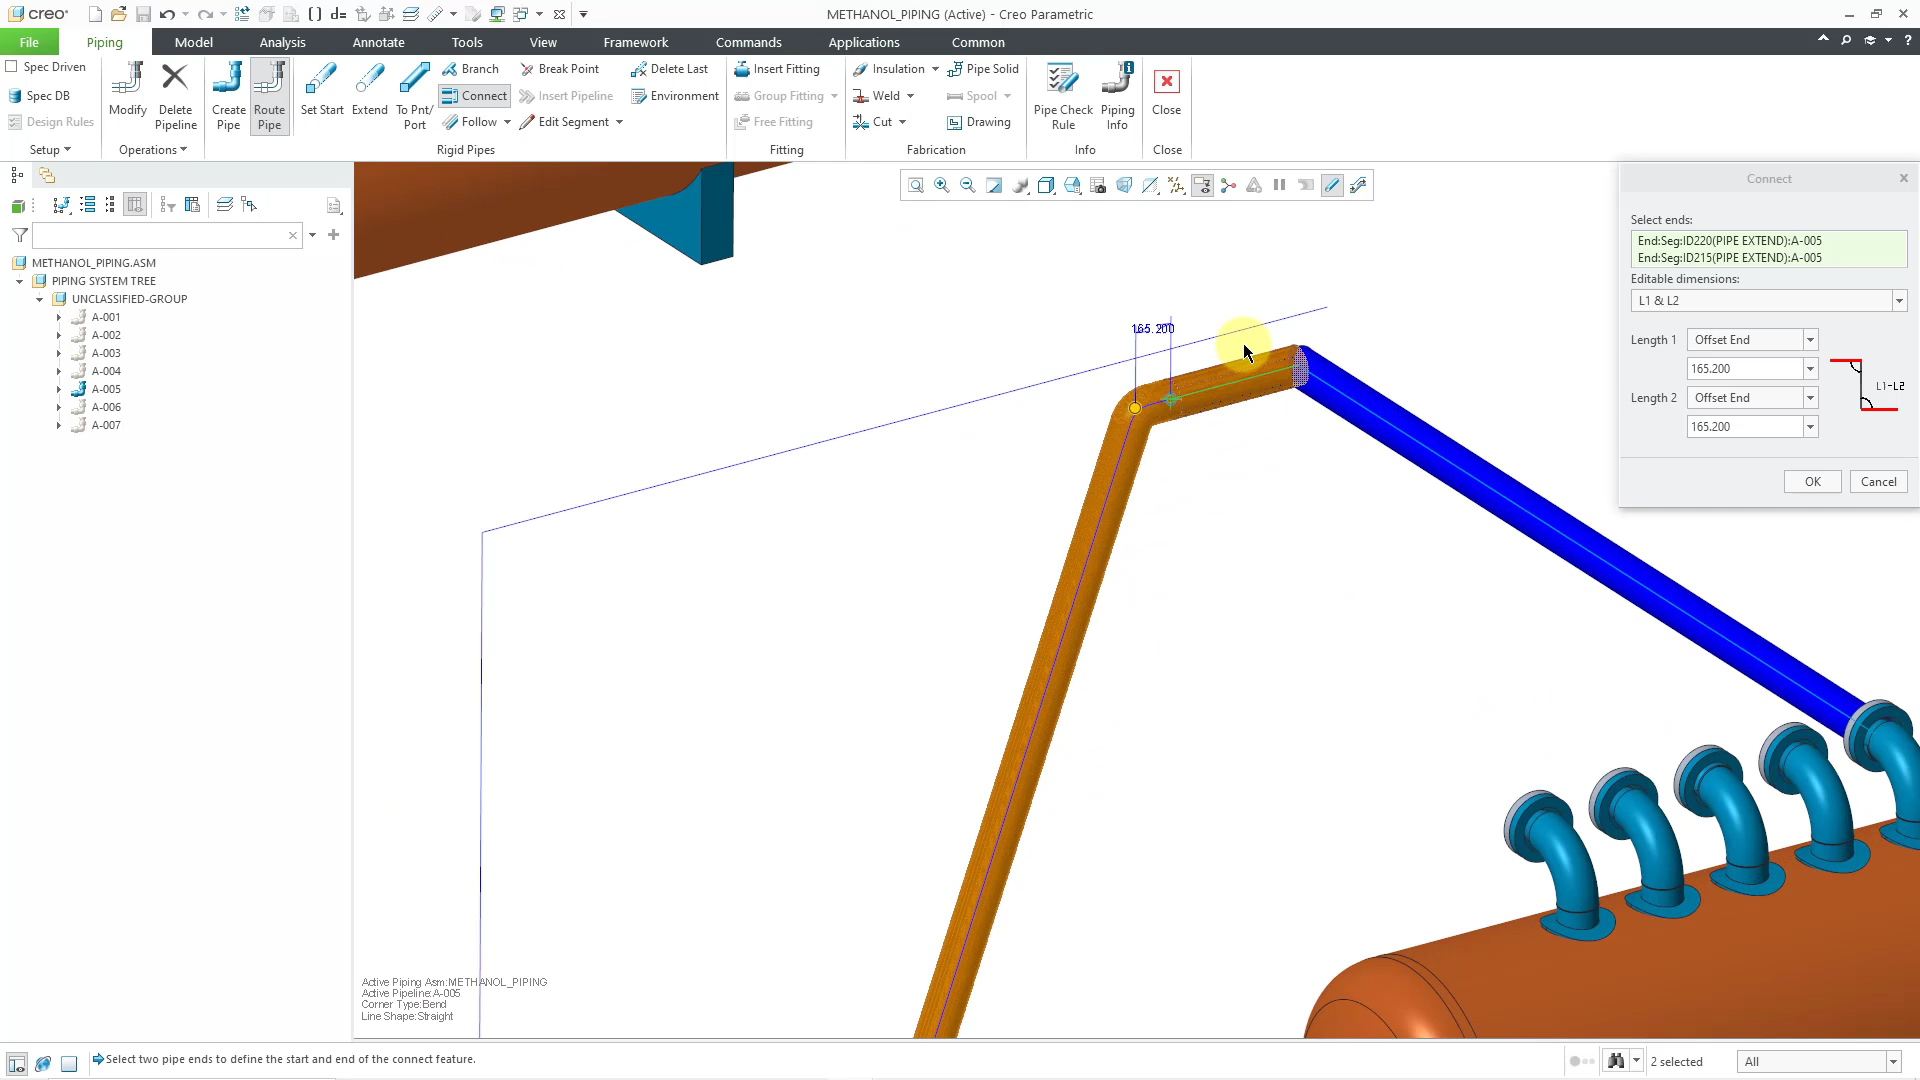 creo
METHANOL_PIPING (Active) - Creo Parametric
File Piping Model Analysis Annotate Tools View Framework Commands Applications Common
Spec Driven
Spec DB
Design Rules
Setup
Modify
Delete Pipeline
Operations
Create Pipe
Route Pipe
Set Start
Extend
To Pnt/ Port
Branch
Connect
Follow
Break Point
Insert Pipeline
Edit Segment
Delete Last
Environment
Rigid Pipes
Insert Fitting
Group Fitting
Free Fitting
Fitting
Insulation
Weld
Cut
Pipe Solid
Spool
Drawing
Fabrication
Pipe Check Rule
Piping Info
Info
Close
Close
METHANOL_PIPING.ASM
PIPING SYSTEM TREE
UNCLASSIFIED-GROUP
A-001
A-002
A-003
A-004
A-005
A-006
A-007
165.200
Connect
Select ends:
End:Seg:ID220(PIPE EXTEND):A-005
End:Seg:ID215(PIPE EXTEND):A-005
Editable dimensions:
L1 & L2
Length 1 Offset End
165.200
L1-L2
Length 2 Offset End
165.200
OK Cancel
Active Piping Asm:METHANOL_PIPING
Active Pipeline:A-005
Corner Type:Bend
Line Shape:Straight
Select two pipe ends to define the start and end of the connect feature.
2 selected
All